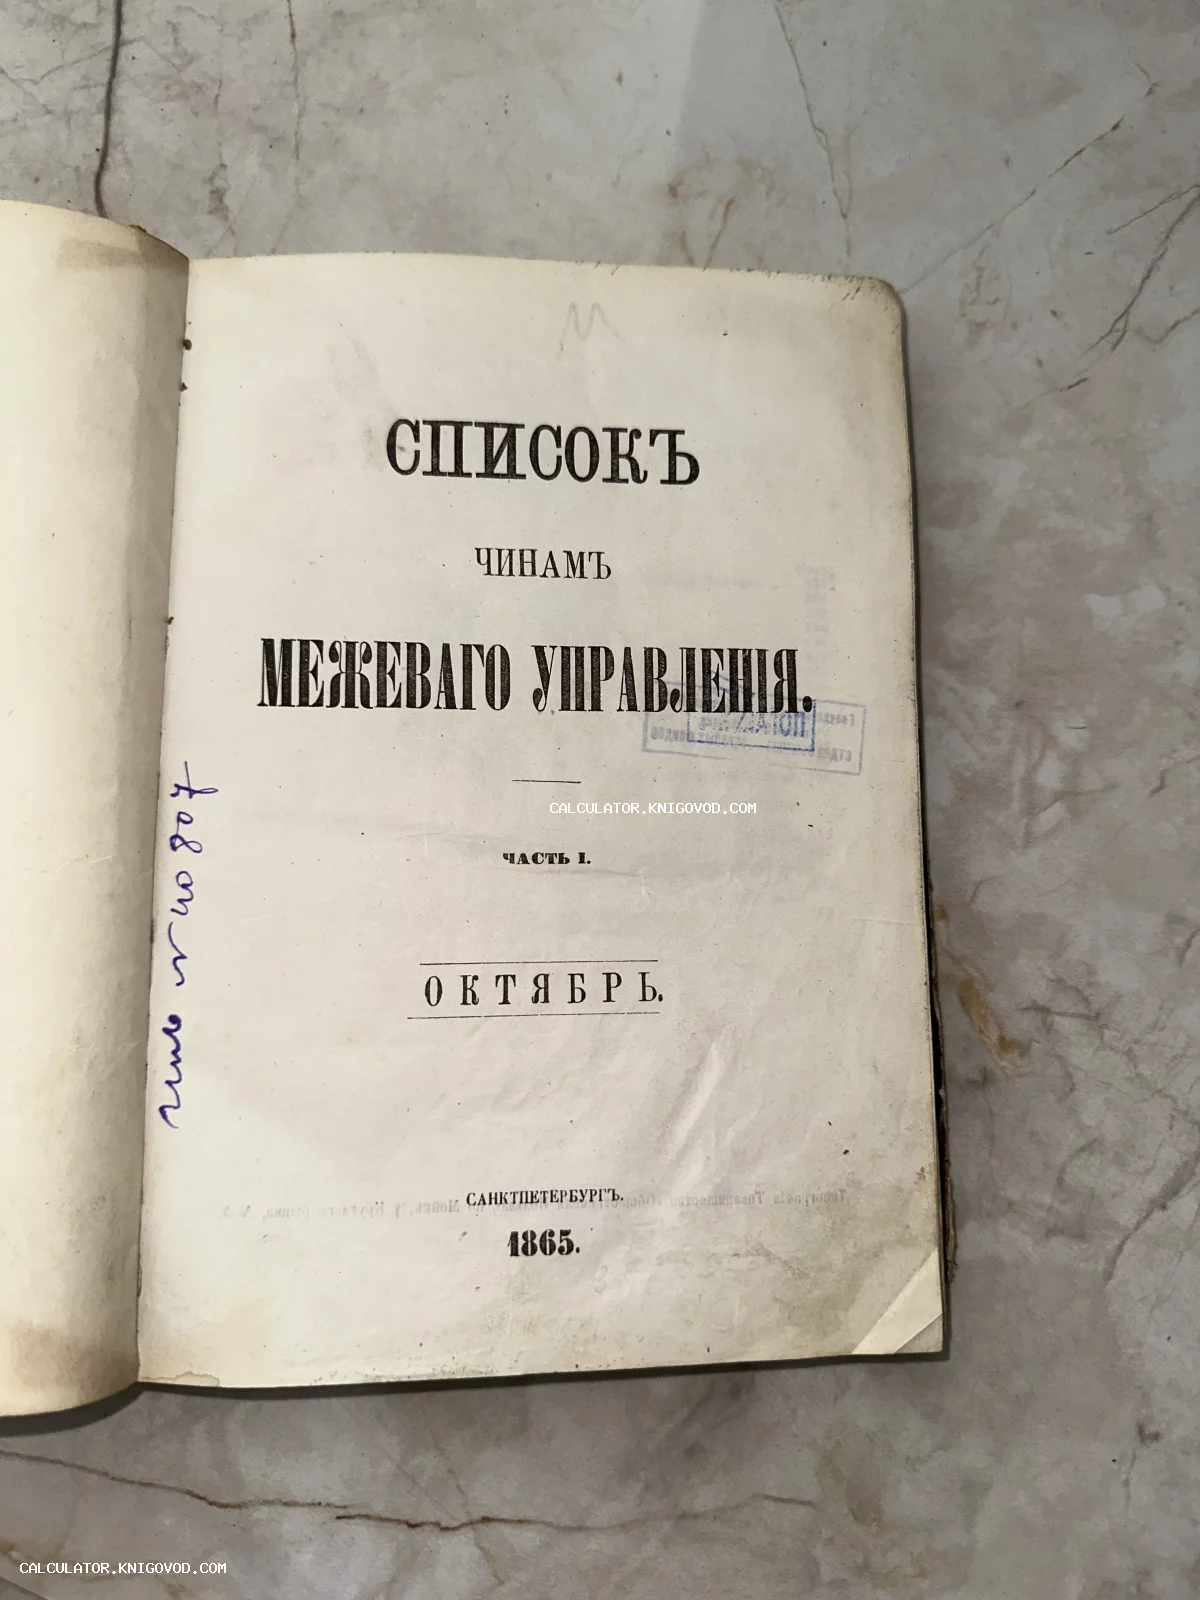 СПИСОКЪ
ЧИНАМЪ
МЕЖЕВАГО УПРАВЛЕНІЯ.
CALCULATOR.KNIGOVOD.COM
ЧАСТЬ I.
ОКТЯБРЬ.
САНКТПЕТЕРБУРГЪ.
1865.
CALCULATOR.KNIGOVOD.COM